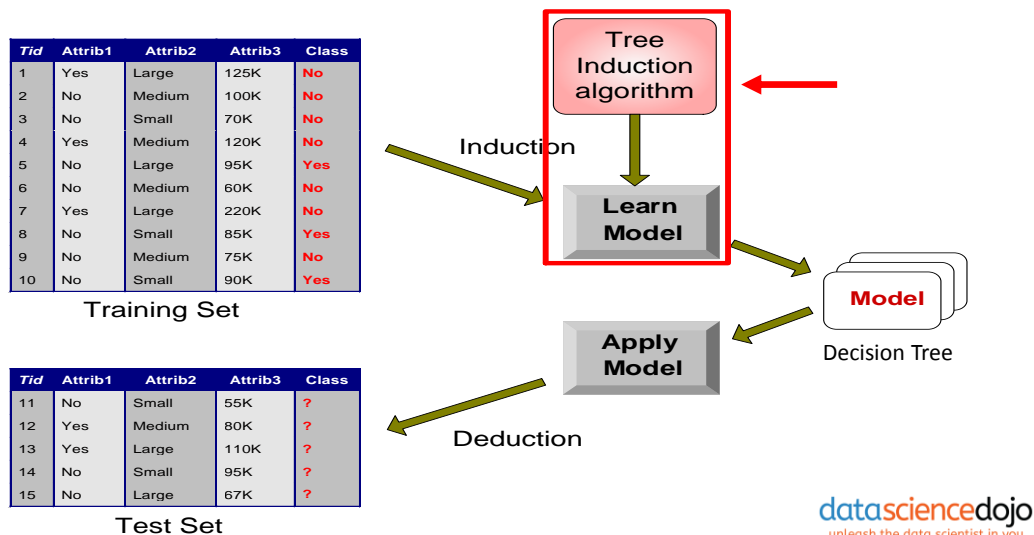 Tid Attrib1 Attrib2 Attrib3 Class
1 Yes Large 125K No
2 No Medium 100K No
3 No Small 70K No
4 Yes Medium 120K No
5 No Large 95K Yes
6 No Medium 60K No
7 Yes Large 220K No
8 No Small 85K Yes
9 No Medium 75K No
10 No Small 90K Yes
Training Set
Tree
Induction
algorithm
Induction
Learn
Model
Model
Decision Tree
Apply
Model
Deduction
Tid Attrib1 Attrib2 Attrib3 Class
11 No Small 55K ?
12 Yes Medium 80K ?
13 Yes Large 110K ?
14 No Small 95K ?
15 No Large 67K ?
Test Set
datasciencedojo
unleash the data scientist in you